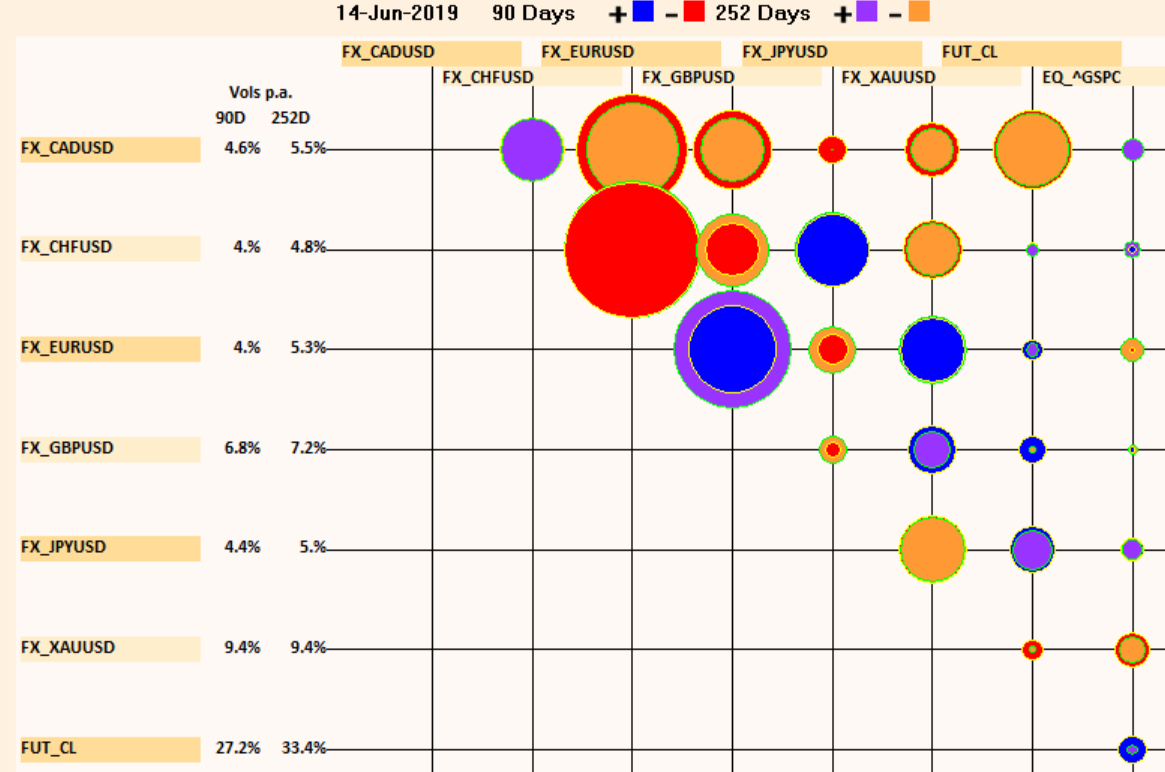 14-Jun-2019 90 Days + - 252 Days + -
FX_CADUSD FX_EURUSD FX_JPYUSD FUT_CL
FX_CHFUSD FX_GBPUSD FX_XAUUSD EQ_^GSPC
Vols p.a.
90D 252D
FX_CADUSD 4.6% 5.5%
FX_CHFUSD 4.% 4.8%
FX_EURUSD 4.% 5.3%
FX_GBPUSD 6.8% 7.2%
FX_JPYUSD 4.4% 5.%
FX_XAUUSD 9.4% 9.4%
FUT_CL 27.2% 33.4%